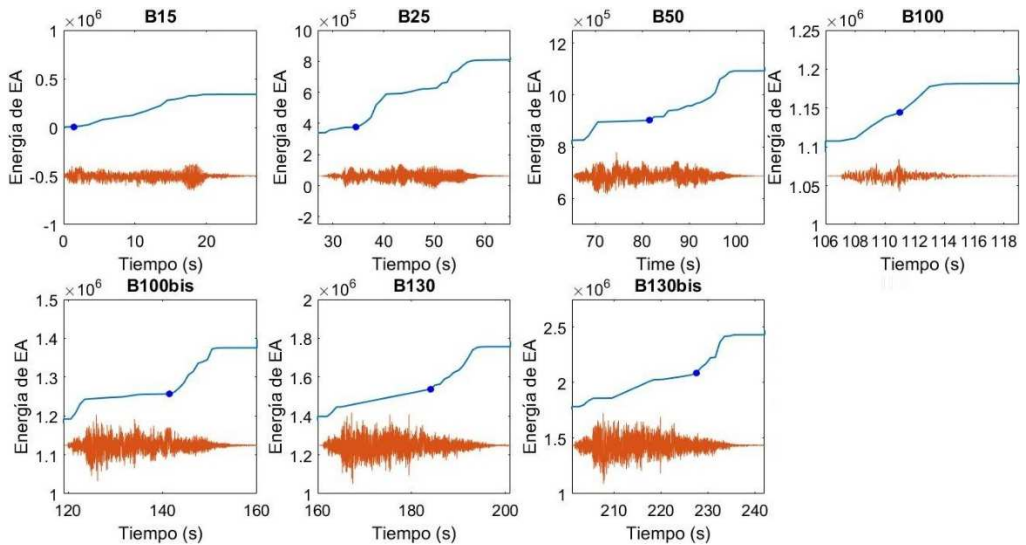 B15
×10^6
Energía de EA
1
0.5
0
-0.5
-1
0 10 20
Tiempo (s)
B25
×10^5
Energía de EA
10
8
6
4
2
0
-2
30 40 50 60
Tiempo (s)
B50
×10^5
Energía de EA
12
10
8
6
65 70 80 90 100
Time (s)
B100
×10^6
Energía de EA
1.25
1.2
1.15
1.1
1.05
1
106 108 110 112 114 116 118
Tiempo (s)
B100bis
×10^6
Energía de EA
1.5
1.4
1.3
1.2
1.1
1
120 140 160
Tiempo (s)
B130
×10^6
Energía de EA
2
1.8
1.6
1.4
1.2
1
160 180 200
Tiempo (s)
B130bis
×10^6
Energía de EA
2.5
2
1.5
1
210 220 230 240
Tiempo (s)